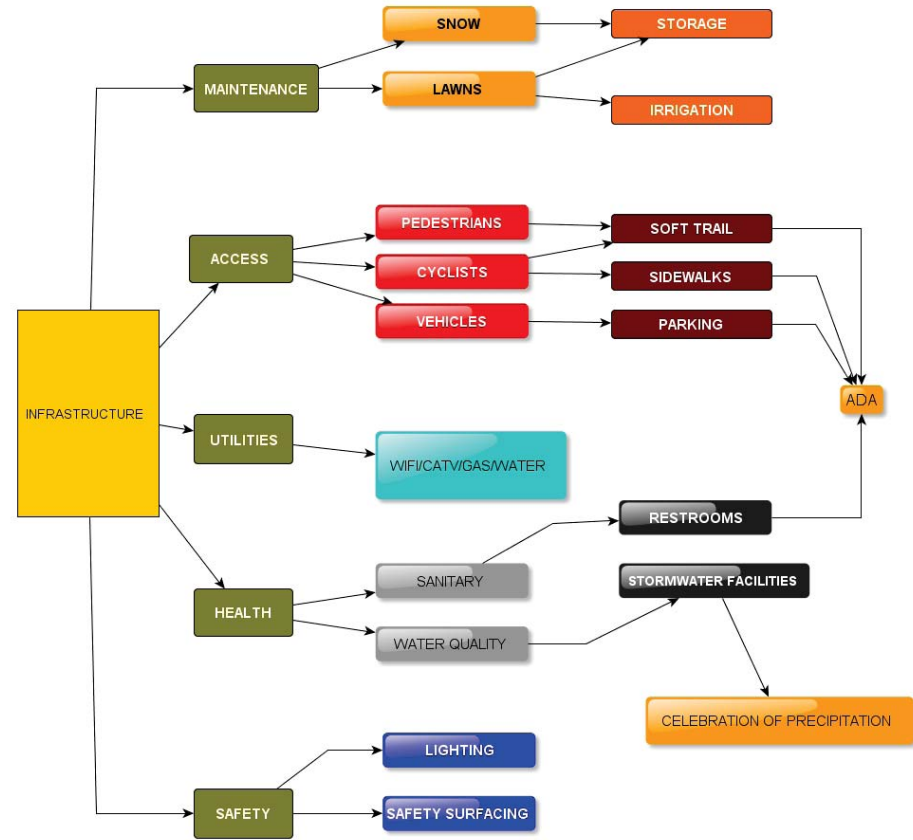 SNOW
STORAGE
MAINTENANCE
LAWNS
IRRIGATION
PEDESTRIANS
SOFT TRAIL
ACCESS
CYCLISTS
SIDEWALKS
VEHICLES
PARKING
ADA
INFRASTRUCTURE
UTILITIES
WIFI/CATV/GAS/WATER
RESTROOMS
SANITARY
STORMWATER FACILITIES
HEALTH
WATER QUALITY
CELEBRATION OF PRECIPITATION
LIGHTING
SAFETY
SAFETY SURFACING